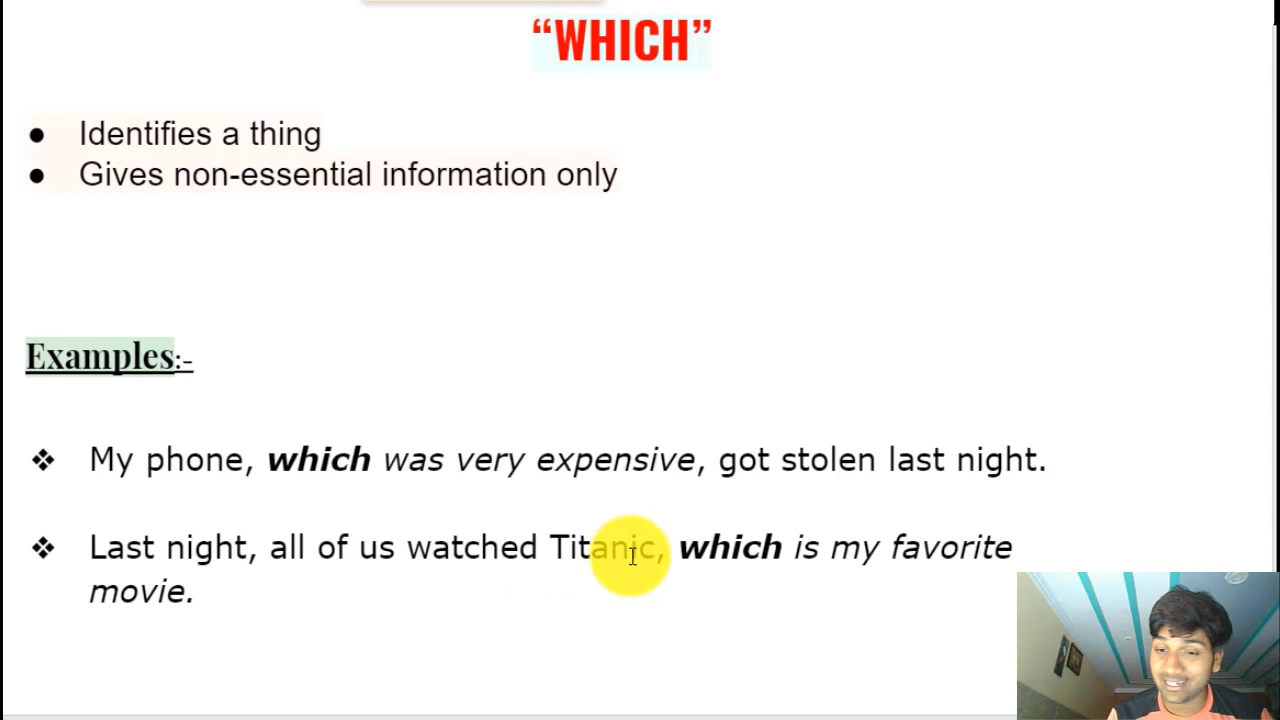 “WHICH”
● Identifies a thing
● Gives non-essential information only
Examples:-
❖ My phone, which was very expensive, got stolen last night.
❖ Last night, all of us watched Titanic, which is my favorite
movie.